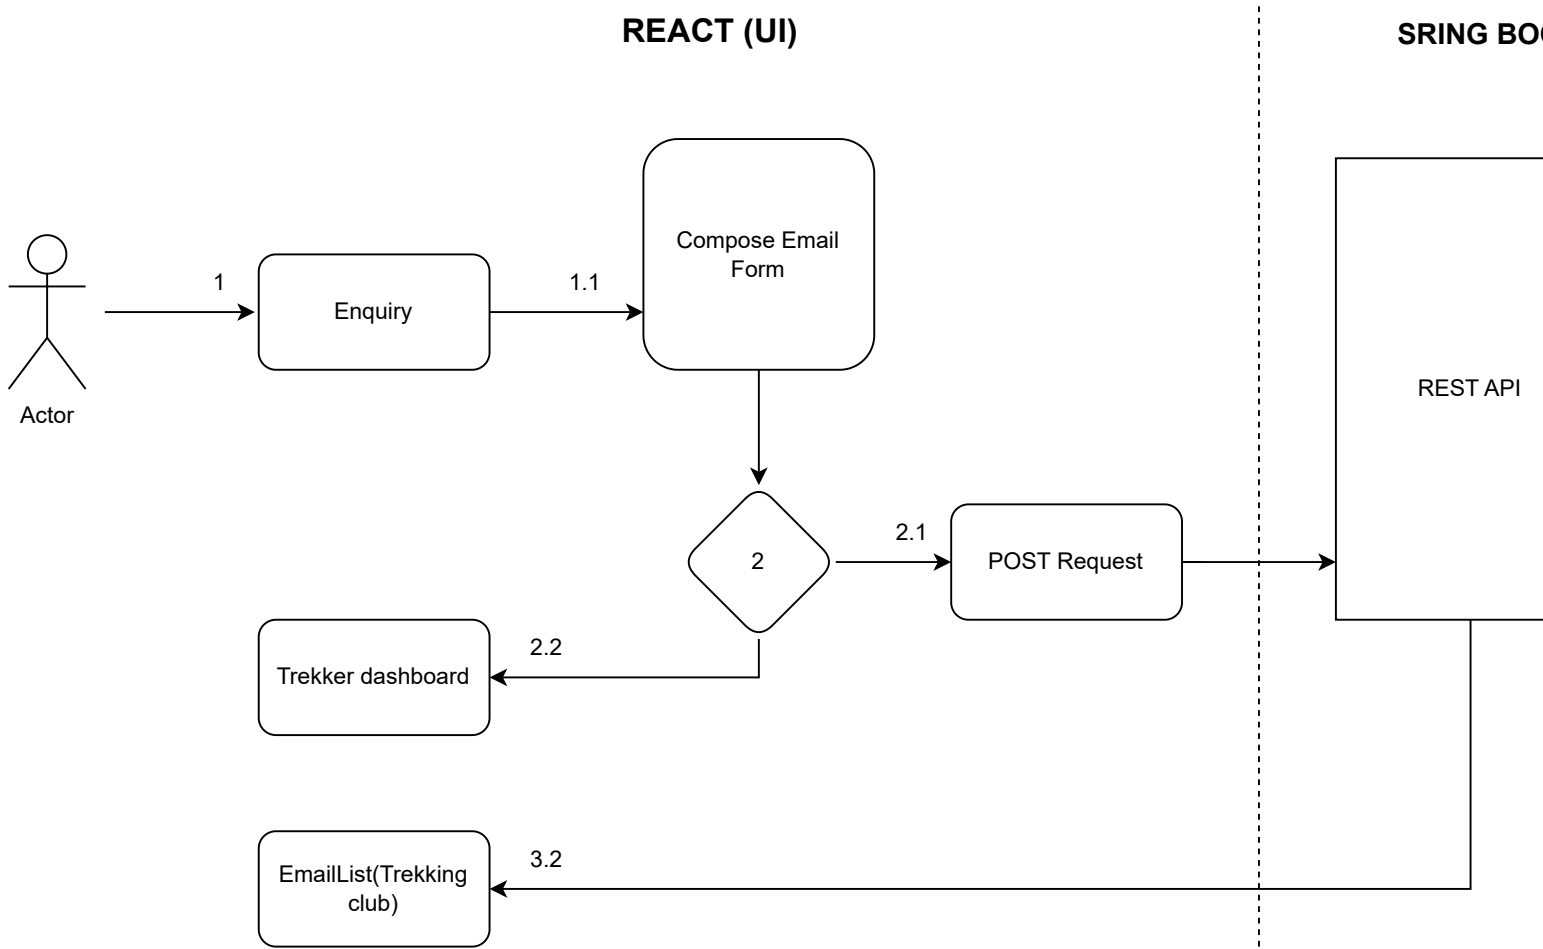 REACT (UI)
SRING
1
1.1
Compose Email
Form
Enquiry
Actor
REST API
2
2.1
POST Request
2.2
Trekker dashboard
3.2
EmailList(Trekking
club)